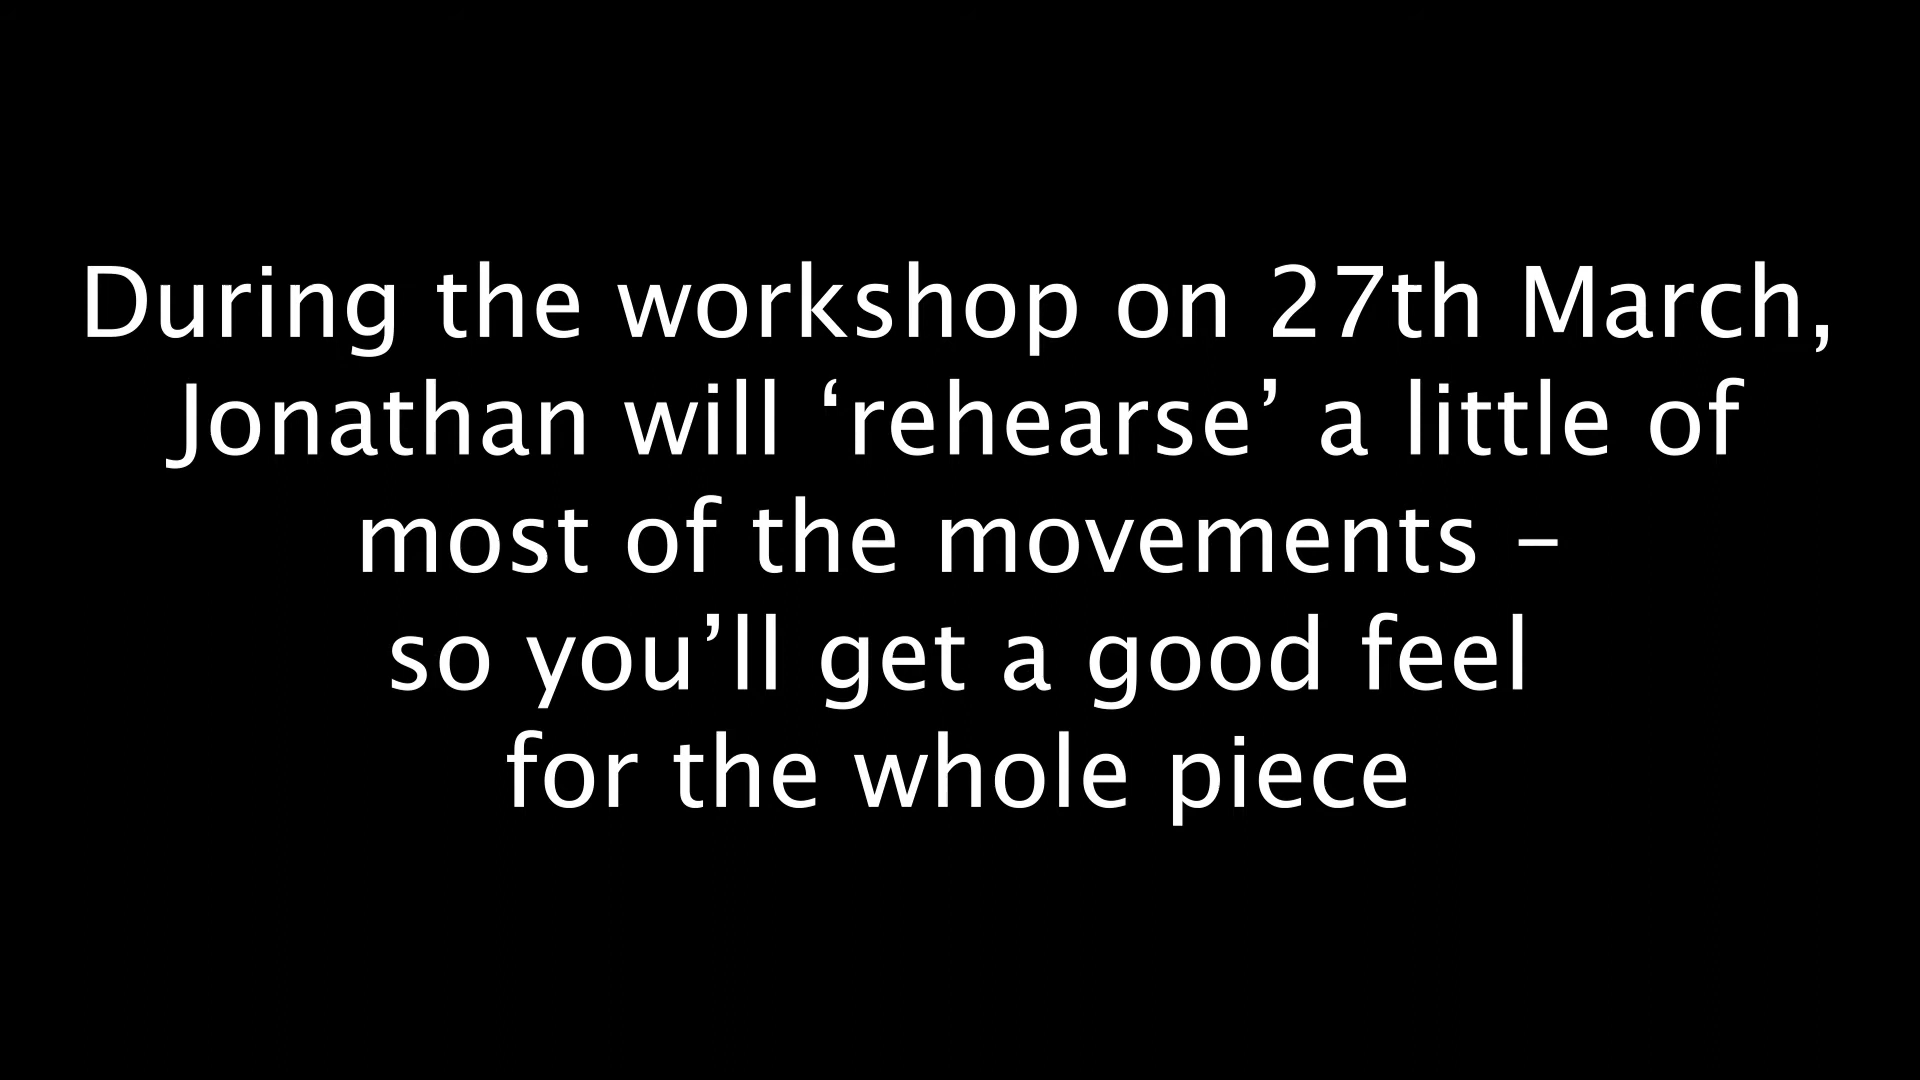 During the workshop on 27th March,
Jonathan will ‘rehearse’ a little of
most of the movements –
so you’ll get a good feel
for the whole piece